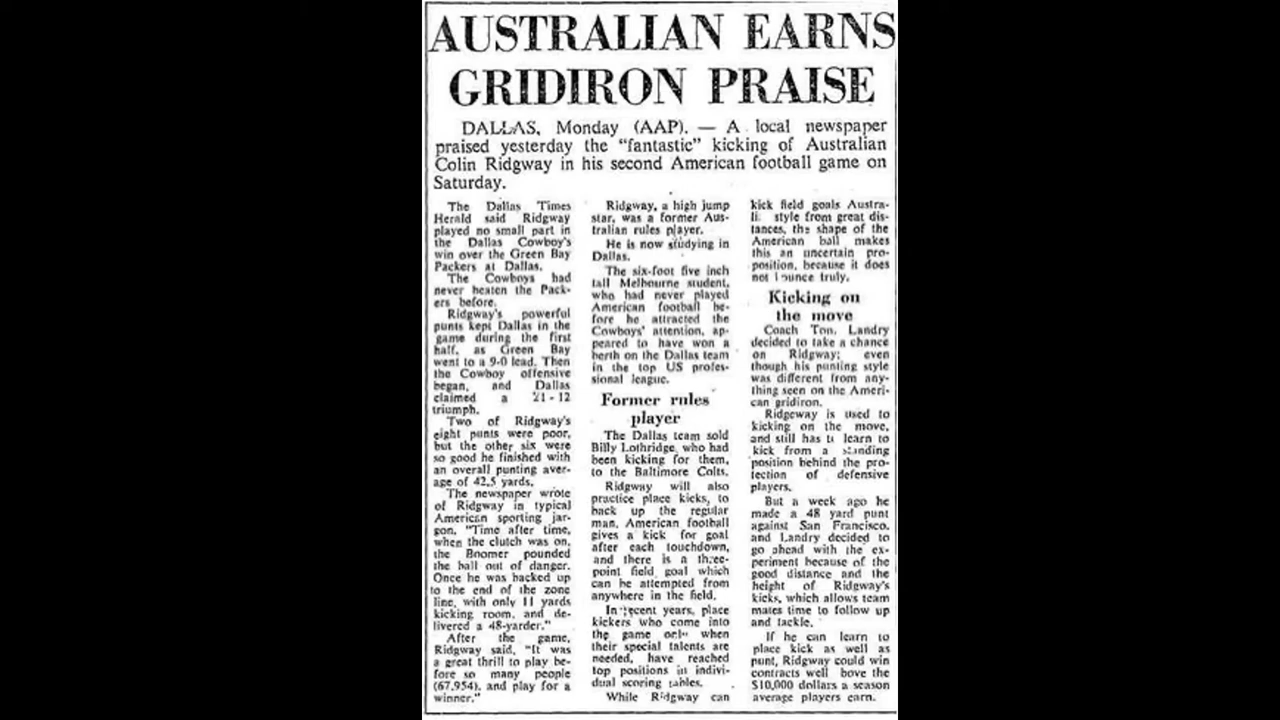 AUSTRALIAN EARNS
GRIDIRON PRAISE
DALLAS, Monday (AAP). — A local newspaper
praised yesterday the "fantastic" kicking of Australian
Colin Ridgway in his second American football game on
Saturday.
The Dallas Times
Herald said Ridgway
played no small part in
the Dallas Cowboy's
win over the Green Bay
Packers at Dallas.
The Cowboys had
never beaten the Pack-
ers before.
Ridgway's powerful
punts kept Dallas in the
game during the first
half, as Green Bay
went to a 9-0 lead. Then
the Cowboy offensive
began, and Dallas
claimed a 21-12
triumph.
Two of Ridgway's
eight punts were poor,
but the other six were
so good he finished with
an overall punting aver-
age of 42.5 yards.
The newspaper wrote
of Ridgway in typical
American sporting jar-
gon. "Time after time,
when the clutch was on,
the Boomer pounded
the ball out of danger.
Once he was backed up
to the end of the zone
line, with only 11 yards
kicking room, and de-
livered a 48-yarder."
After the game,
Ridgway said, "It was
a great thrill to play be-
fore so many people
(67,954), and play for a
winner."
Ridgway, a high jump
star, was a former Aus-
tralian rules player.
He is now studying in
Dallas.
The six-foot five inch
tall Melbourne student,
who had never played
American football be-
fore he attracted the
Cowboys' attention, ap-
peared to have won a
berth on the Dallas team
in the top US profes-
sional league.
Former rules
player
The Dallas team sold
Billy Lothridge, who had
been kicking for them,
to the Baltimore Colts.
Ridgway will also
practice place kicks, to
back up the regular
man. American football
gives a kick for goal
after each touchdown,
and there is a three-
point field goal which
can be attempted from
anywhere in the field.
In recent years, place
kickers who come into
the game only when
their special talents are
needed, have reached
top positions in indivi-
dual scoring tables.
While Ridgway can
kick field goals Austra-
style from great dis-
tances, the shape of the
American ball makes
this an uncertain pro-
position, because it does
not bounce truly.
Kicking on
the move
Coach Tom Landry
decided to take a chance
on Ridgway; even
though his punting style
was different from any-
thing seen on the Ameri-
can gridiron.
Ridgeway is used to
kicking on the move,
and still has to learn to
kick from a standing
position behind the pro-
tection of defensive
players.
But a week ago he
made a 48 yard punt
against San Francisco,
and Landry decided to
go ahead with the ex-
periment because of the
good distance and the
height of Ridgway's
kicks, which allows team
mates time to follow up
and tackle.
If he can learn to
place kick as well as
punt, Ridgway could win
contracts well above the
$10,000 dollars a season
average players earn.